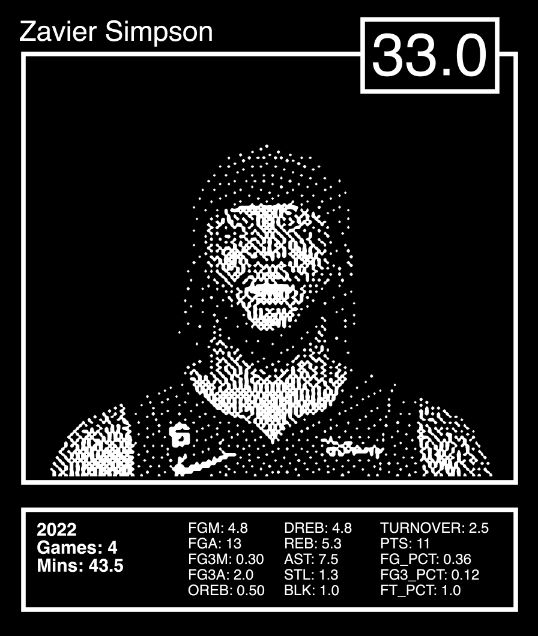 Zavier Simpson
33.0
2022
Games: 4
Mins: 43.5
FGM: 4.8
FGA: 13
FG3M: 0.30
FG3A: 2.0
OREB: 0.50
DREB: 4.8
REB: 5.3
AST: 7.5
STL: 1.3
BLK: 1.0
TURNOVER: 2.5
PTS: 11
FG_PCT: 0.36
FG3_PCT: 0.12
FT_PCT: 1.0